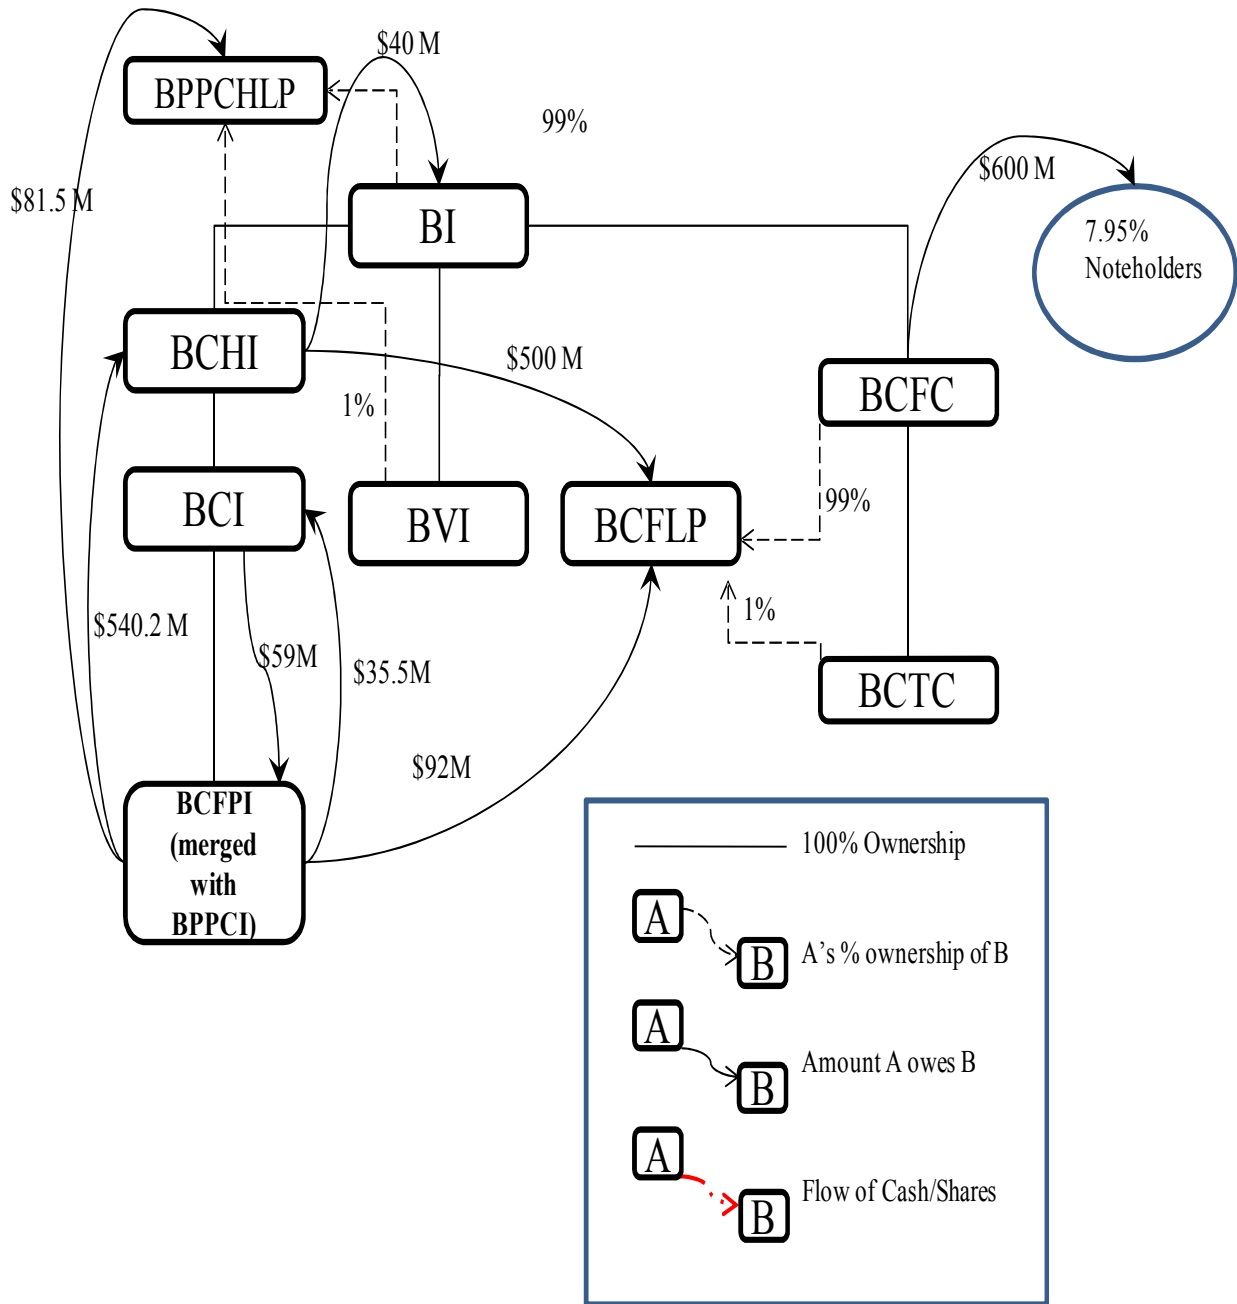 $40 M
BPPCHLP
99%
$600 M
$81.5 M
BI
7.95%
Noteholders
BCHI
$500 M
BCFC
1%
BCI
BVI
BCFLP
99%
$540.2 M
$59M
$35.5M
1%
BCTC
$92M
BCFPI
(merged
with
BPPCI)
100% Ownership
A
B
A's % ownership of B
A
B
Amount A owes B
A
B
Flow of Cash/Shares